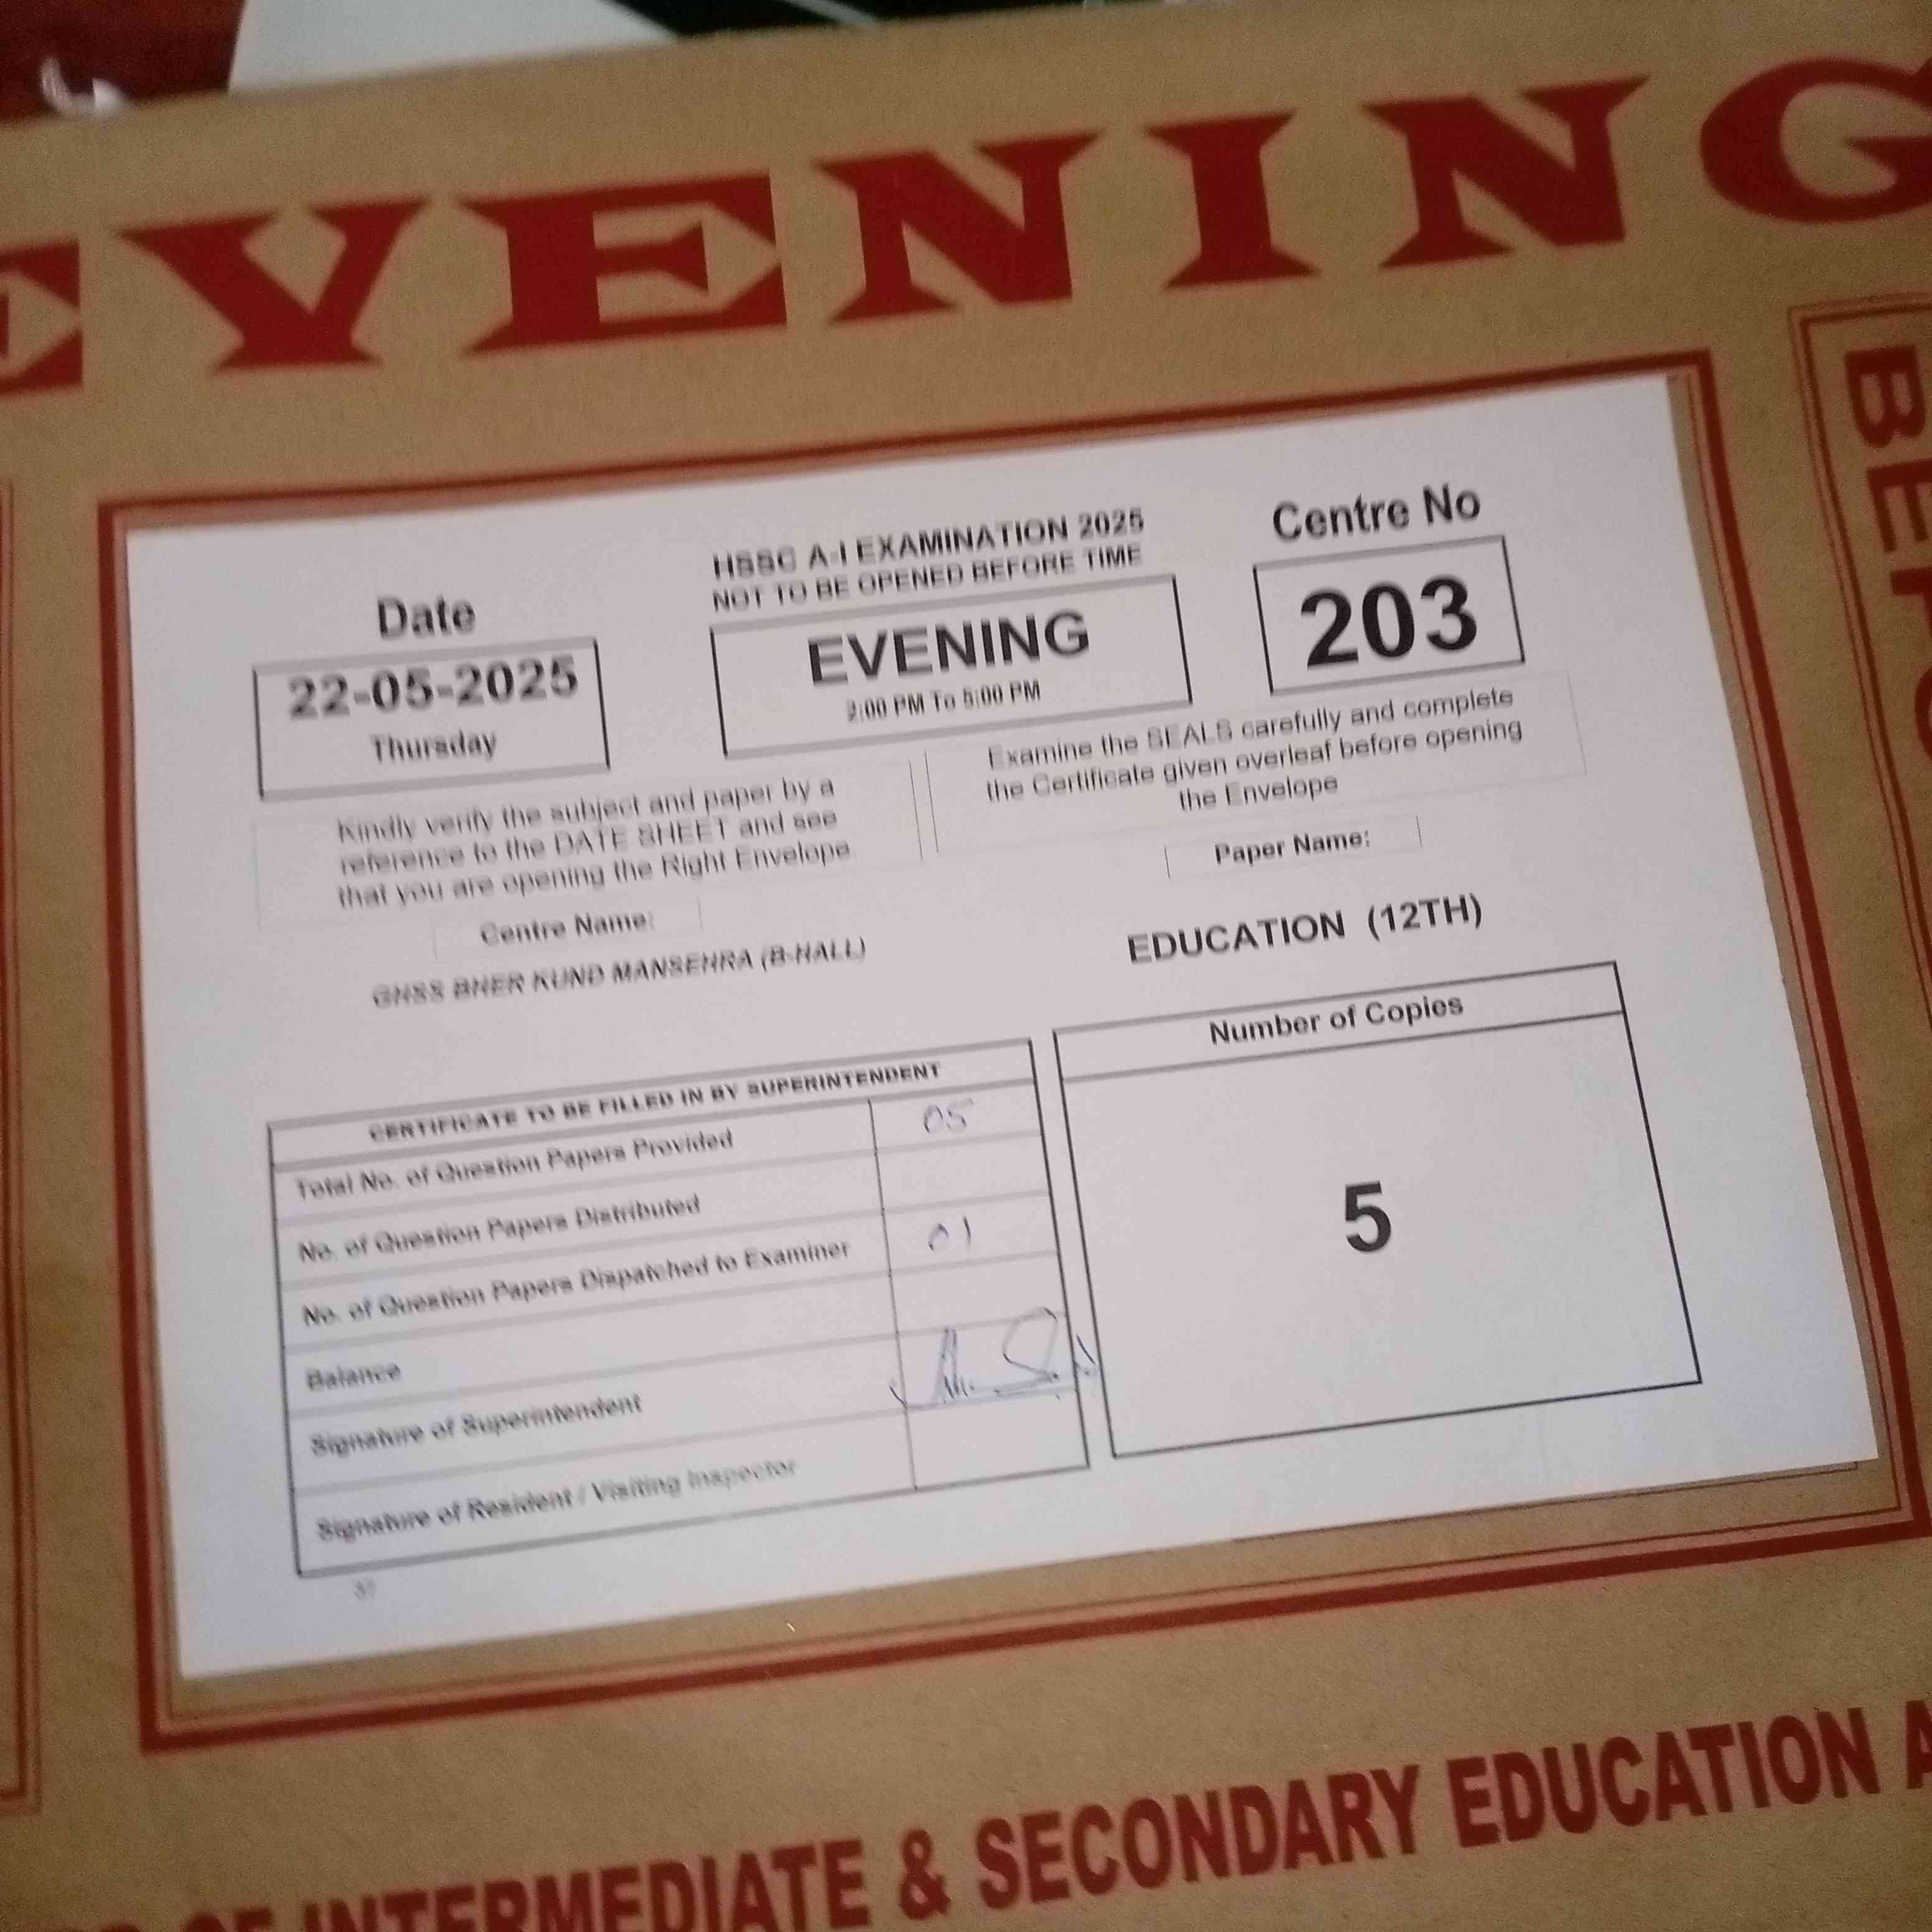 EVENING
BEFO
HSSC A-I EXAMINATION 2025
NOT TO BE OPENED BEFORE TIME
Date
22-05-2025
Thursday
EVENING
2:00 PM To 5:00 PM
Centre No
203
Kindly verify the subject and paper by a
reference to the DATE SHEET and see
that you are opening the Right Envelope
Examine the SEALS carefully and complete
the Certificate given overleaf before opening
the Envelope
Centre Name:
GHSS BHER KUND MANSEHRA (B-HALL)
Paper Name:
EDUCATION (12TH)
CERTIFICATE TO BE FILLED IN BY SUPERINTENDENT
Total No. of Question Papers Provided 05
No. of Question Papers Distributed
No. of Question Papers Dispatched to Examiner 01
Balance
Signature of Superintendent
Signature of Resident / Visiting Inspector
Number of Copies
5
OF INTERMEDIATE & SECONDARY EDUCATION A